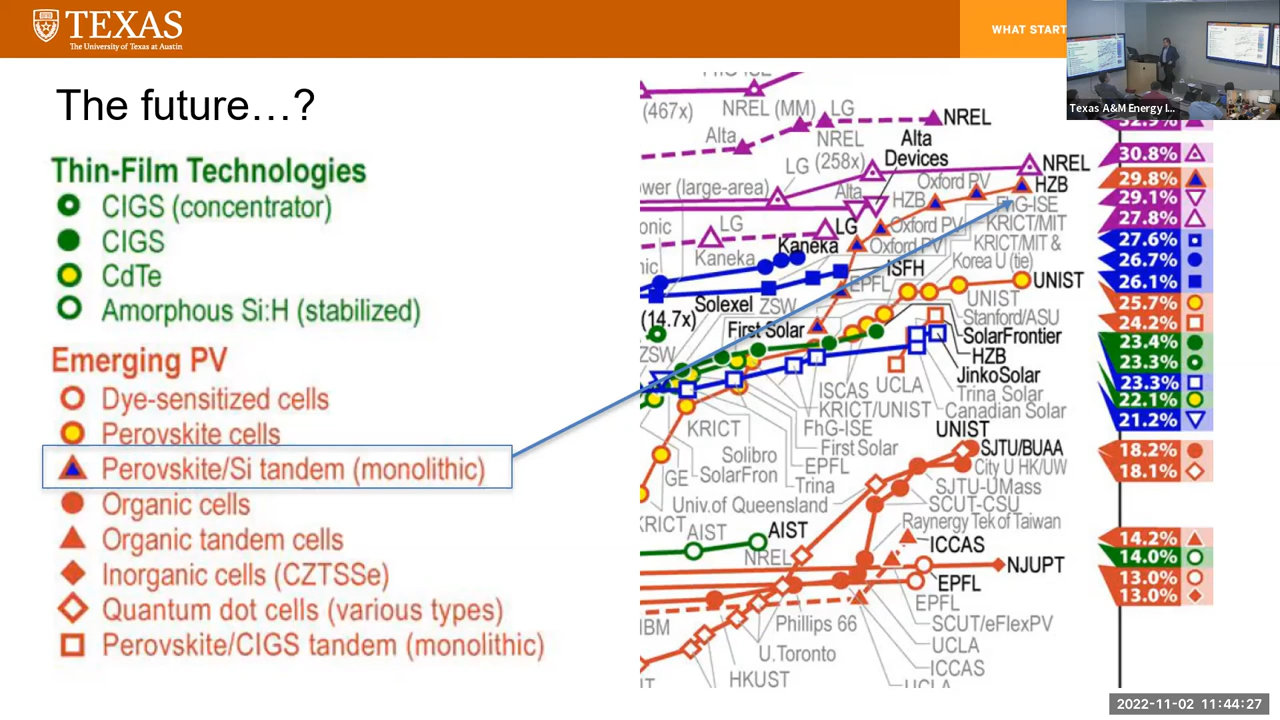 TEXAS
The University of Texas at Austin
WHAT START
Texas A&M Energy I...
The future…?
Thin-Film Technologies
CIGS (concentrator)
CIGS
CdTe
Amorphous Si:H (stabilized)
Emerging PV
Dye-sensitized cells
Perovskite cells
Perovskite/Si tandem (monolithic)
Organic cells
Organic tandem cells
Inorganic cells (CZTSSe)
Quantum dot cells (various types)
Perovskite/CIGS tandem (monolithic)
(467x)
NREL (MM)
LG
NREL
Alta
NREL
(258x)
Alta
Devices
LG
NREL
ower (large-area)
Alta
HZB
Oxford PV
HZB
FhG-ISE
onic
LG
LG
Oxford PV
KRICT/MIT
Kaneka
Kaneka
Oxford PV
KRICT/MIT &
Korea U (tie)
nic
ISFH
EPFL
UNIST
Solexel
ZSW
UNIST
(14.7x)
First Solar
Stanford/ASU
SolarFrontier
ZSW
HZB
JinkoSolar
ISCAS
UCLA
Trina Solar
KRICT/UNIST
Canadian Solar
KRICT
FhG-ISE
UNIST
Solibro
First Solar
SJTU/BUAA
GE
SolarFron
EPFL
City U HK/UW
Trina
SJTU-UMass
Univ.of Queensland
SCUT-CSU
KRICT
AIST
AIST
Raynergy Tek of Taiwan
ICCAS
NREL
NJUPT
EPFL
EPFL
IBM
Phillips 66
SCUT/eFlexPV
U.Toronto
UCLA
ICCAS
HKUST
UCLA
32.9%
30.8%
29.8%
29.1%
27.8%
27.6%
26.7%
26.1%
25.7%
24.2%
23.4%
23.3%
23.3%
22.1%
21.2%
18.2%
18.1%
14.2%
14.0%
13.0%
13.0%
2022-11-02 11:44:27